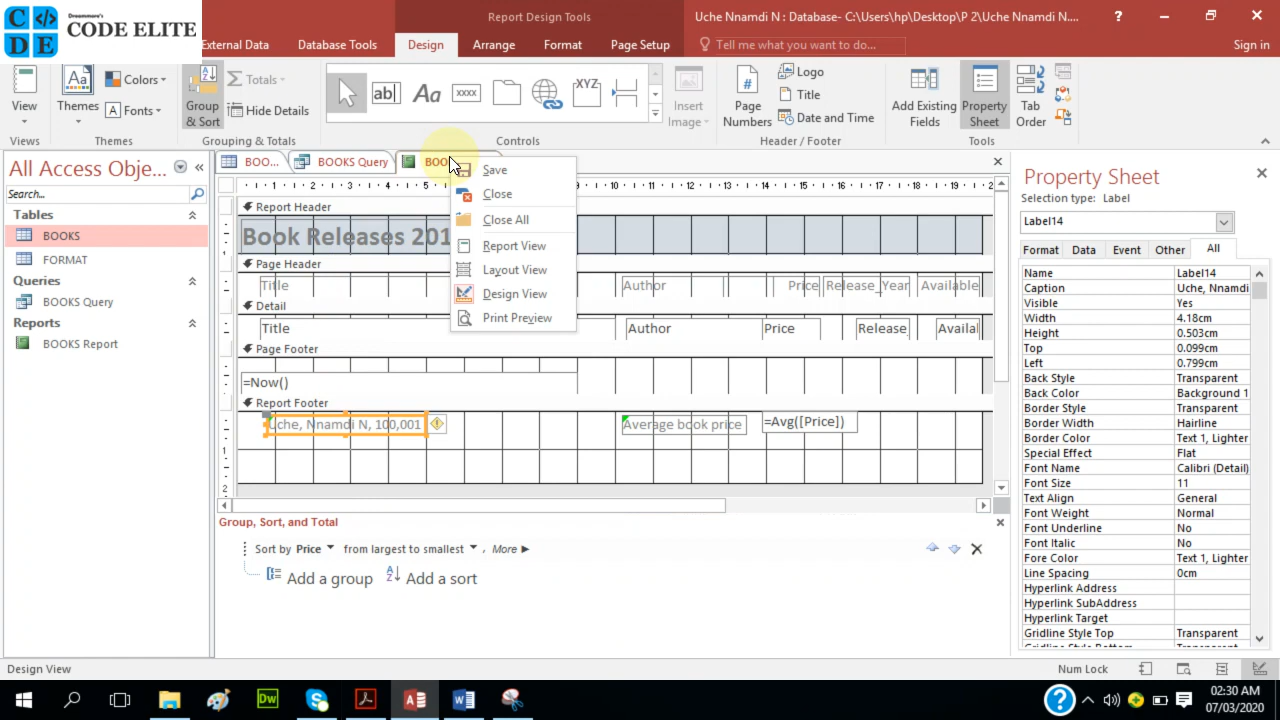 Dreammore's
CODE ELITE
CDE
Report Design Tools
Uche Nnamdi N : Database- C:\Users\hp\Desktop\P 2\Uche Nnamdi N....
?
External Data
Database Tools
Design
Arrange
Format
Page Setup
Tell me what you want to do...
Sign in
View
Themes
Colors
Fonts
Group
& Sort
Totals
Hide Details
ab
Aa
xxxx
XYZ
Insert
Image
Page
Numbers
Logo
Title
Date and Time
Add Existing
Fields
Property
Sheet
Tab
Order
Views
Themes
Grouping & Totals
Controls
Header / Footer
Tools
All Access Obje...
Search...
Tables
BOOKS
FORMAT
Queries
BOOKS Query
Reports
BOOKS Report
BOO...
BOOKS Query
BOO
Save
Close
Close All
Report View
Layout View
Design View
Print Preview
Report Header
Book Releases 201
Page Header
Title
Author
Price
Release_Year
Available
Detail
Title
Author
Price
Release
Availal
Page Footer
=Now()
Report Footer
Uche, Nnamdi N, 100,001
Average book price
=Avg([Price])
Group, Sort, and Total
Sort by Price from largest to smallest , More
Add a group
Add a sort
Property Sheet
Selection type: Label
Label14
Format
Data
Event
Other
All
Name Label14
Caption Uche, Nnamdi
Visible Yes
Width 4.18cm
Height 0.503cm
Top 0.099cm
Left 0.799cm
Back Style Transparent
Back Color Background 1
Border Style Transparent
Border Width Hairline
Border Color Text 1, Lighter
Special Effect Flat
Font Name Calibri (Detail)
Font Size 11
Text Align General
Font Weight Normal
Font Underline No
Font Italic No
Fore Color Text 1, Lighter
Line Spacing 0cm
Hyperlink Address
Hyperlink SubAddress
Hyperlink Target
Gridline Style Top Transparent
Gridline Style Bottom Transparent
Design View
Num Lock
Dw
02:30 AM
07/03/2020